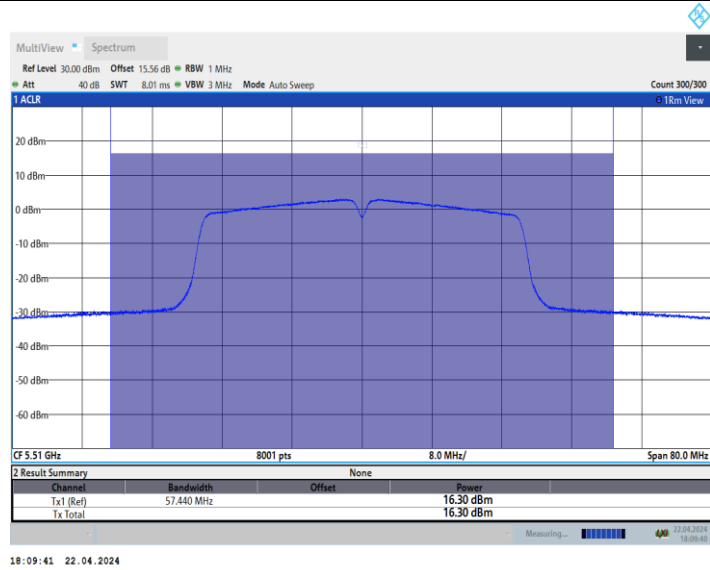 R&S
MultiView Spectrum
Ref Level 30.00 dBm Offset 15.56 dB RBW 1 MHz
Att 40 dB SWT 8.01 ms VBW 3 MHz Mode Auto Sweep Count 300/300
1 ACLR 1Rm View
20 dBm
10 dBm
0 dBm
-10 dBm
-20 dBm
-30 dBm
-40 dBm
-50 dBm
-60 dBm
CF 5.51 GHz 8001 pts 8.0 MHz/ Span 80.0 MHz
2 Result Summary None
Channel Bandwidth Offset Power
Tx1 (Ref) 57.440 MHz 16.30 dBm
Tx Total 16.30 dBm
Measuring... 22.04.2024
18:09:40
18:09:41 22.04.2024